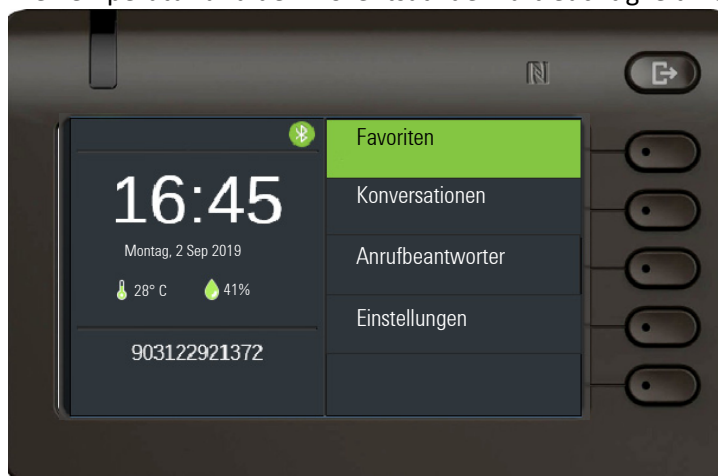 Favoriten
16:45
Konversationen
Montag, 2 Sep 2019
Anrufbeantworter
28° C 41%
Einstellungen
903122921372